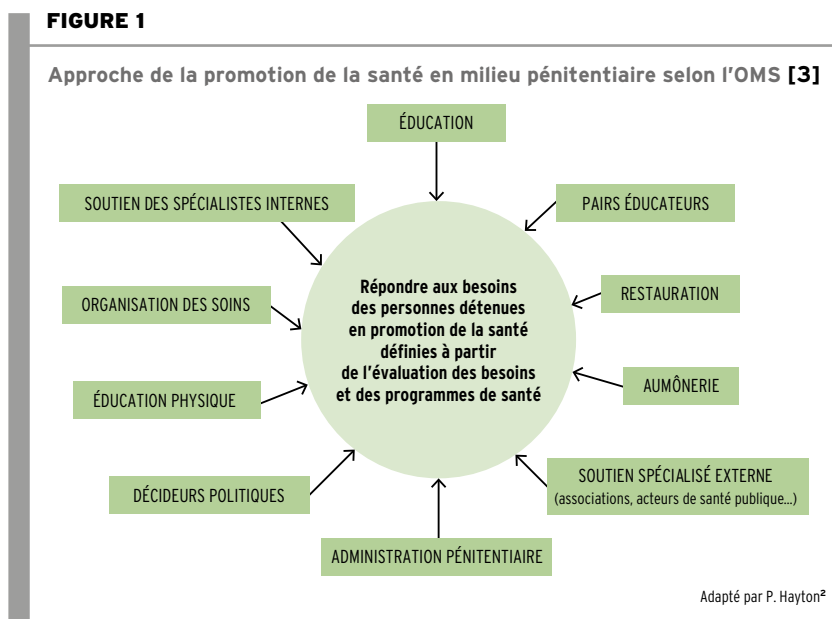 FIGURE 1
Approche de la promotion de la santé en milieu pénitentiaire selon l'OMS [3]
ÉDUCATION
SOUTIEN DES SPÉCIALISTES INTERNES
PAIRS ÉDUCATEURS
ORGANISATION DES SOINS
RESTAURATION
Répondre aux besoins
des personnes détenues
en promotion de la santé
définies à partir
de l'évaluation des besoins
et des programmes de santé
ÉDUCATION PHYSIQUE
AUMÔNERIE
DÉCIDEURS POLITIQUES
SOUTIEN SPÉCIALISÉ EXTERNE
(associations, acteurs de santé publique...)
ADMINISTRATION PÉNITENTIAIRE
Adapté par P. Hayton²